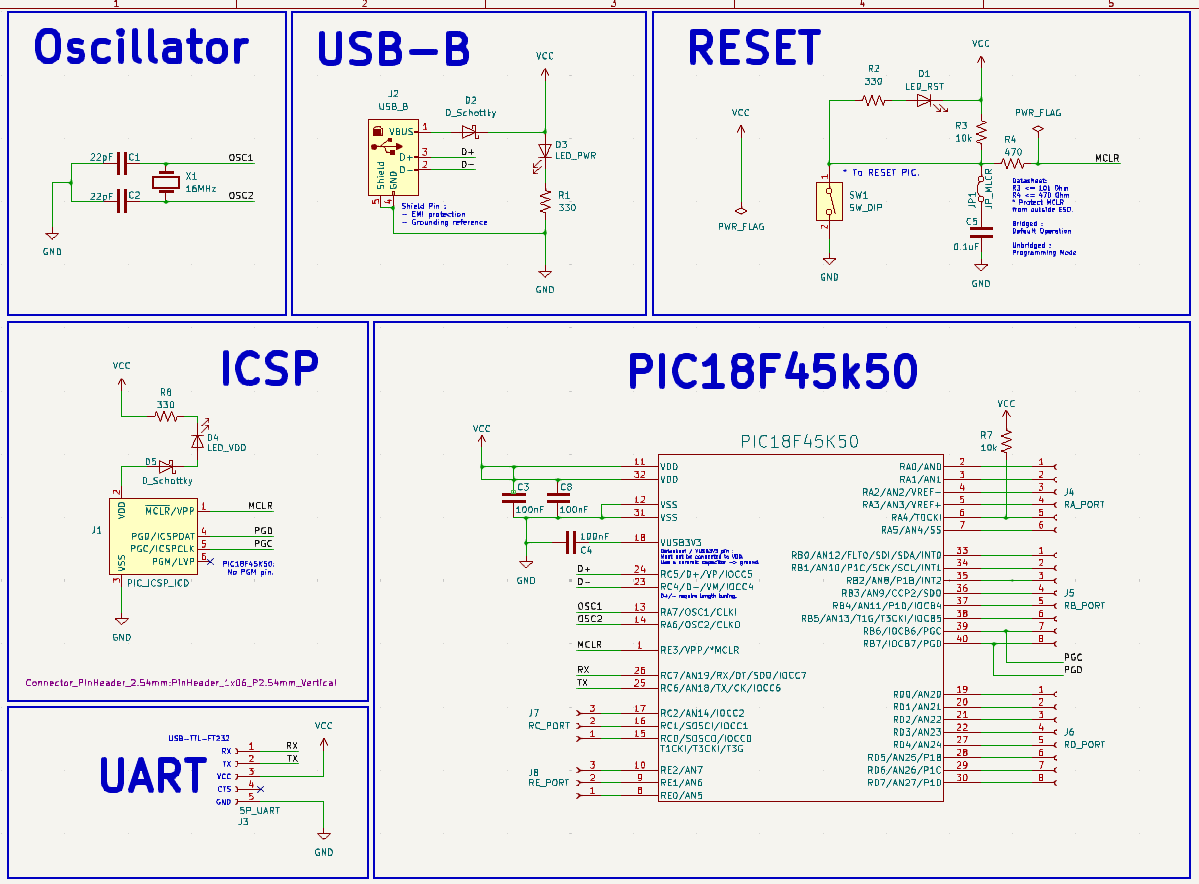 1 2 3 4 5
Oscillator
22pF C1
OSC1
X1
16MHz
22pF C2
OSC2
GND
USB-B
VCC
J2
USB_B
D2
D_Schottky
VBUS 1
D+ 3 D+
D- 2 D-
Shield
GND
5 4
D3
LED_PWR
R1
330
Shield Pin :
- EMI protection
- Grounding reference
GND
RESET
VCC
R2
330
D1
LED_RST
VCC
PWR_FLAG
R3
10k
R4
470
PWR_FLAG
MCLR
* To RESET PIC.
1
SW1
SW_DIP
2
GND
JP1
JP_MLCR
C5
0.1uF
GND
Datasheet:
R3 <= 10k Ohm
R4 <= 470 Ohm
* Protect MCLR
from outside ESD.
Bridged :
Default Operation
Unbridged :
Programming Mode
ICSP
VCC
R6
330
D4
LED_VDD
D5
D_Schottky
2
VDD
J1
MCLR/VPP 1 MCLR
PGD/ICSPDAT 4 PGD
PGC/ICSPCLK 5 PGC
PGM/LVP 6
VSS
3
PIC_ICSP_ICD
PIC18F45K50:
No PGM pin.
GND
Connector_PinHeader_2.54mm:PinHeader_1x06_P2.54mm_Vertical
UART
USB-TTL-FT232
RX 1 RX
TX 2 TX
VCC 3
CTS 4
GND 5
5P_UART
J3
VCC
GND
PIC18F45k50
PIC18F45K50
VCC
C3
100nF
C8
100nF
100nF
C4
GND
11 VDD
32 VDD
12 VSS
31 VSS
18 VUSB3V3
Datasheet / VUSB3V3 pin :
Must not be connected to VDD.
Use a ceramic capacitor -> ground.
D+ 24 RC5/D+/VP/IOCC5
D- 23 RC4/D-/VM/IOCC4
D+/- require length tuning.
OSC1 13 RA7/OSC1/CLKI
OSC2 14 RA6/OSC2/CLKO
MCLR 1 RE3/VPP/*MCLR
RX 26 RC7/AN19/RX/DT/SDO/IOCC7
TX 25 RC6/AN18/TX/CK/IOCC6
J7
RC_PORT
3 17 RC2/AN14/IOCC2
2 16 RC1/SOSCI/IOCC1
1 15 RC0/SOSCO/IOCC0
T1CKI/T3CKI/T3G
J8
RE_PORT
3 10 RE2/AN7
2 9 RE1/AN6
1 8 RE0/AN5
VCC
R7
10k
RA0/AN0 2 1
RA1/AN1 3 2
RA2/AN2/VREF- 4 3
RA3/AN3/VREF+ 5 4
RA4/T0CKI 6 5
RA5/AN4/SS 7 6
J4
RA_PORT
RB0/AN12/FLT0/SDI/SDA/INT0 33 1
RB1/AN10/P1C/SCK/SCL/INT1 34 2
RB2/AN8/P1B/INT2 35 3
RB3/AN9/CCP2/SDO 36 4
RB4/AN11/P1D/IOCB4 37 5
RB5/AN13/T1G/T3CKI/IOCB5 38 6
RB6/IOCB6/PGC 39 7
RB7/IOCB7/PGD 40 8
J5
RB_PORT
PGC
PGD
RD0/AN20 19 1
RD1/AN21 20 2
RD2/AN22 21 3
RD3/AN23 22 4
RD4/AN24 27 5
RD5/AN25/P1B 28 6
RD6/AN26/P1C 29 7
RD7/AN27/P1D 30 8
J6
RD_PORT